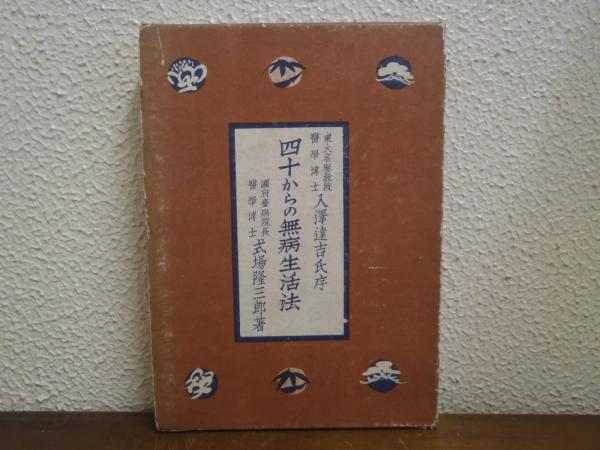 東大名譽教授
醫學博士 入澤達吉氏序
四十からの無病生活法
國府臺病院長
醫學博士 式場隆三郎著